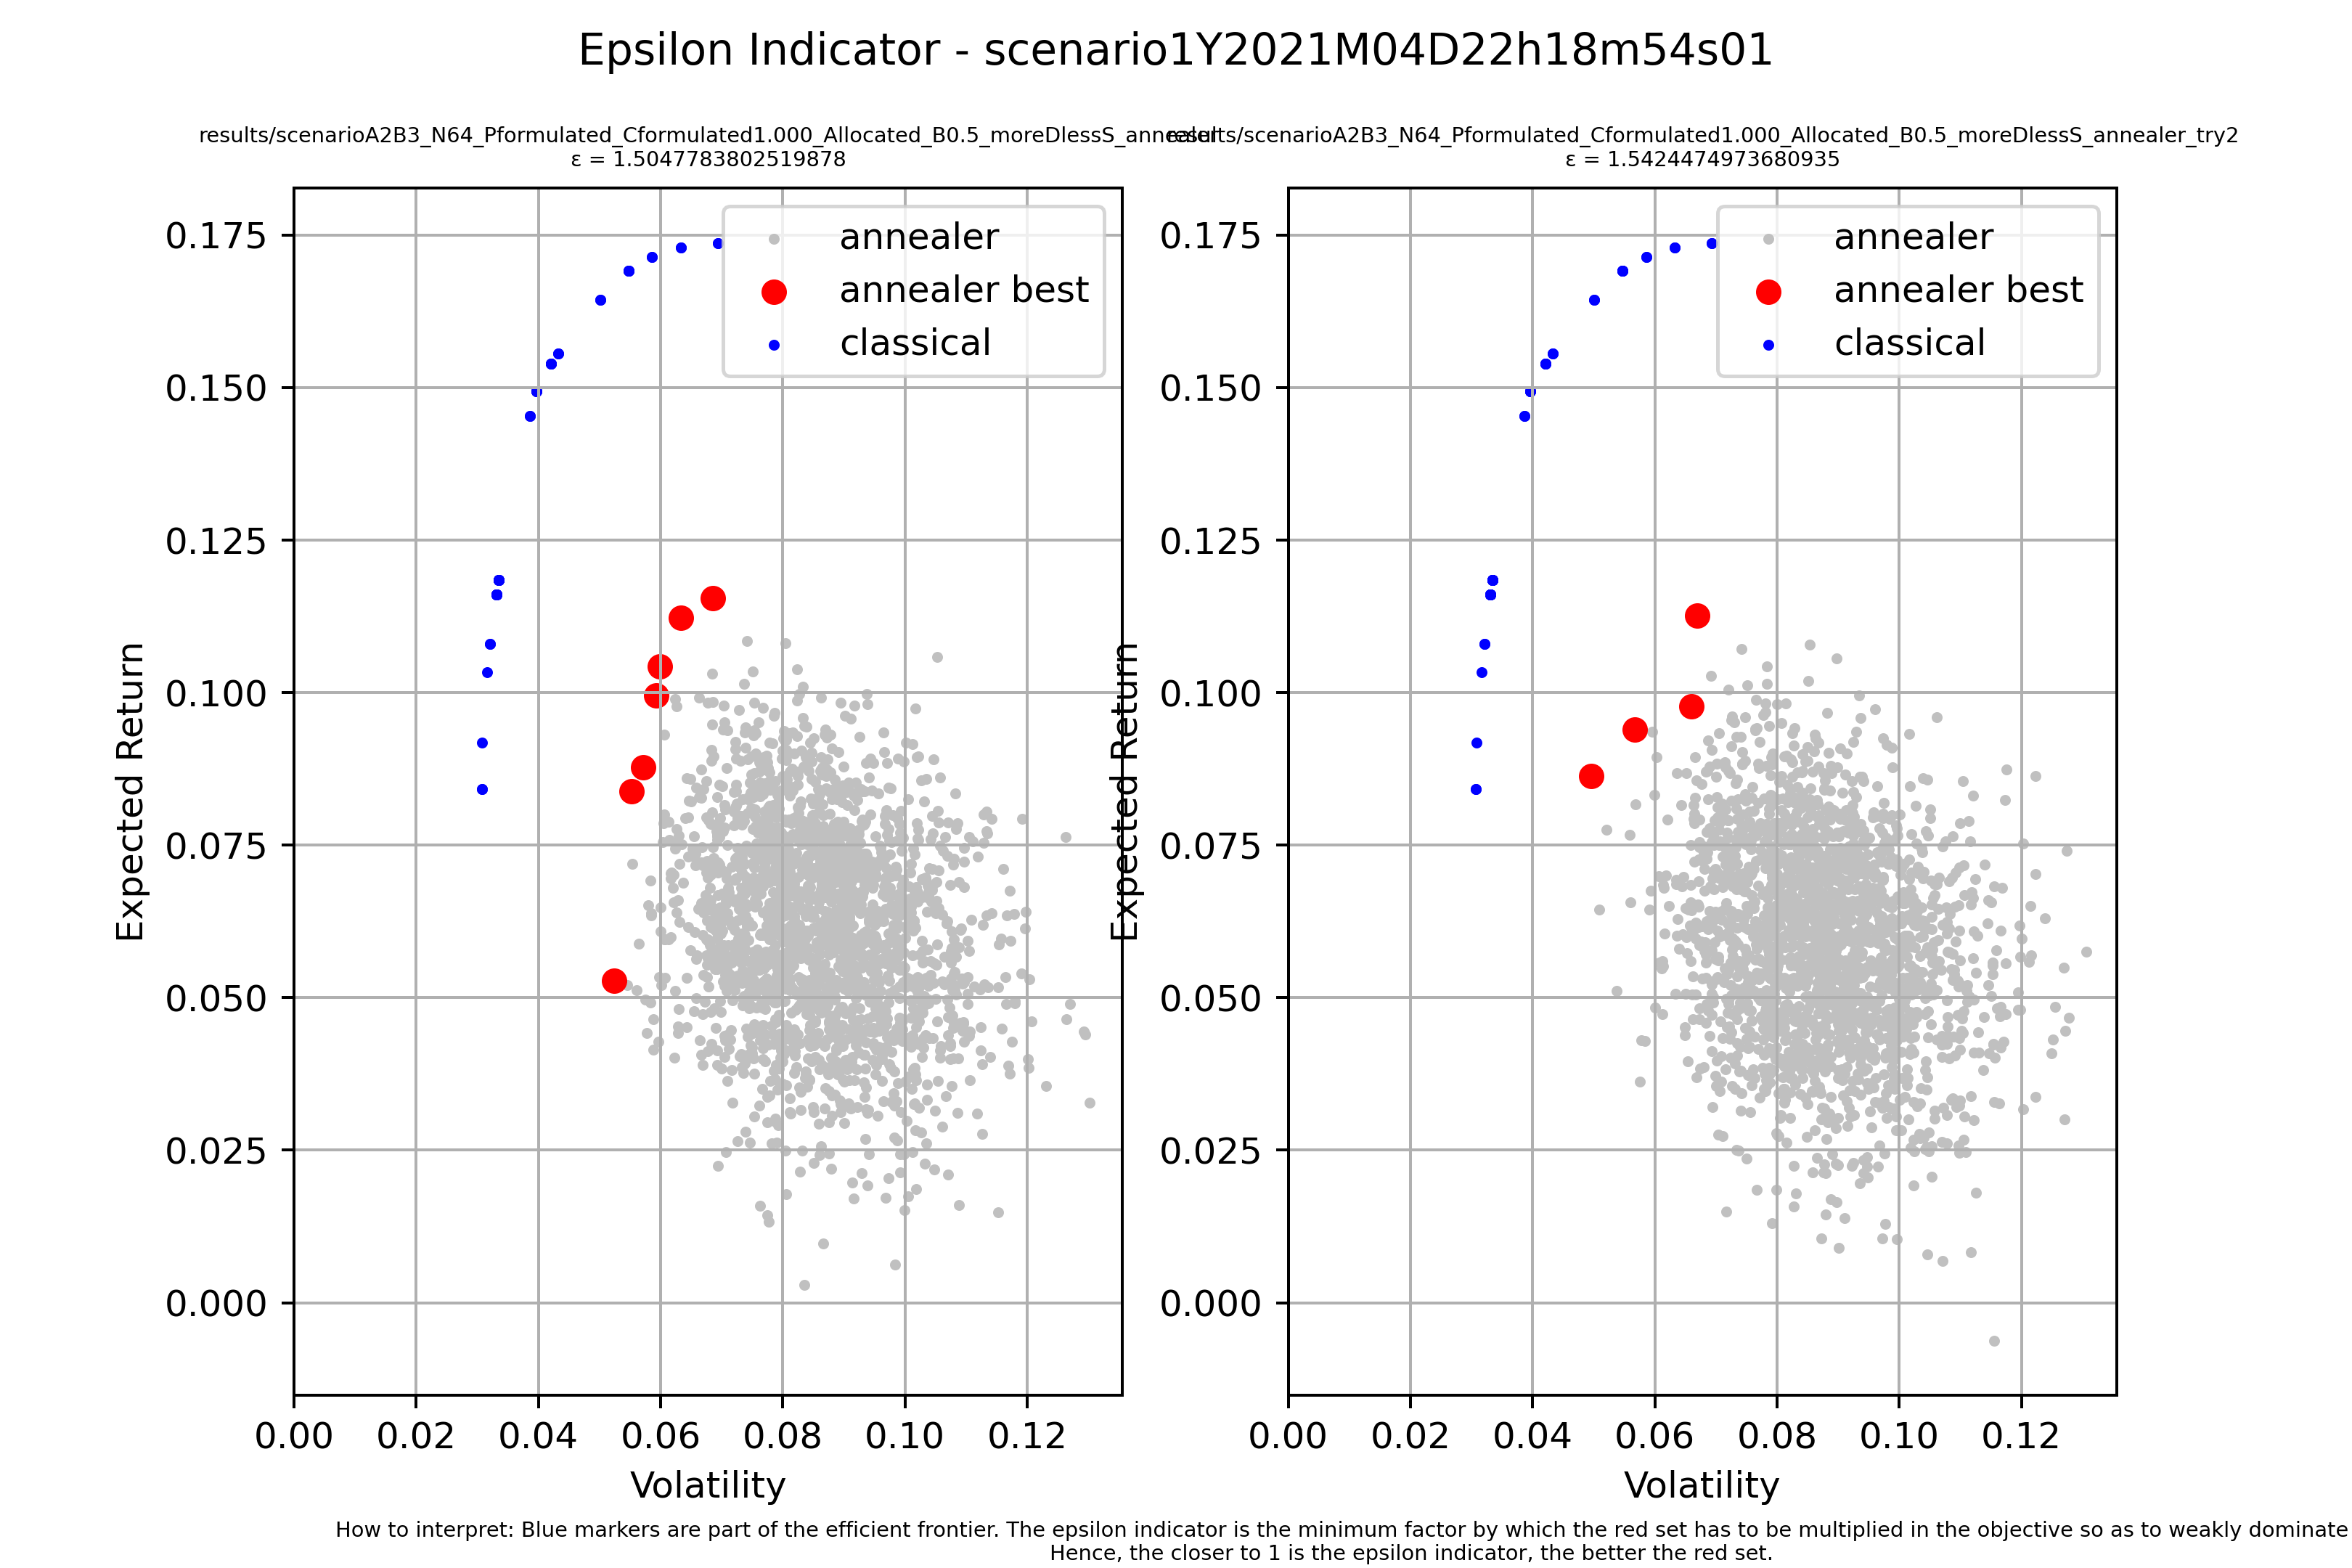 Epsilon Indicator - scenario1Y2021M04D22h18m54s01
results/scenarioA2B3_N64_Pformulated_Cformulated1.000_Allocated_B0.5_moreDlessS_annealer
ε = 1.5047783802519878
results/scenarioA2B3_N64_Pformulated_Cformulated1.000_Allocated_B0.5_moreDlessS_annealer_try2
ε = 1.5424474973680935
annealer
annealer best
classical
0.175
0.150
0.125
0.100
0.075
0.050
0.025
0.000
Expected Return
0.00 0.02 0.04 0.06 0.08 0.10 0.12
Volatility
annealer
annealer best
classical
0.175
0.150
0.125
0.100
0.075
0.050
0.025
0.000
Expected Return
0.00 0.02 0.04 0.06 0.08 0.10 0.12
Volatility
How to interpret: Blue markers are part of the efficient frontier. The epsilon indicator is the minimum factor by which the red set has to be multiplied in the objective so as to weakly dominate
Hence, the closer to 1 is the epsilon indicator, the better the red set.